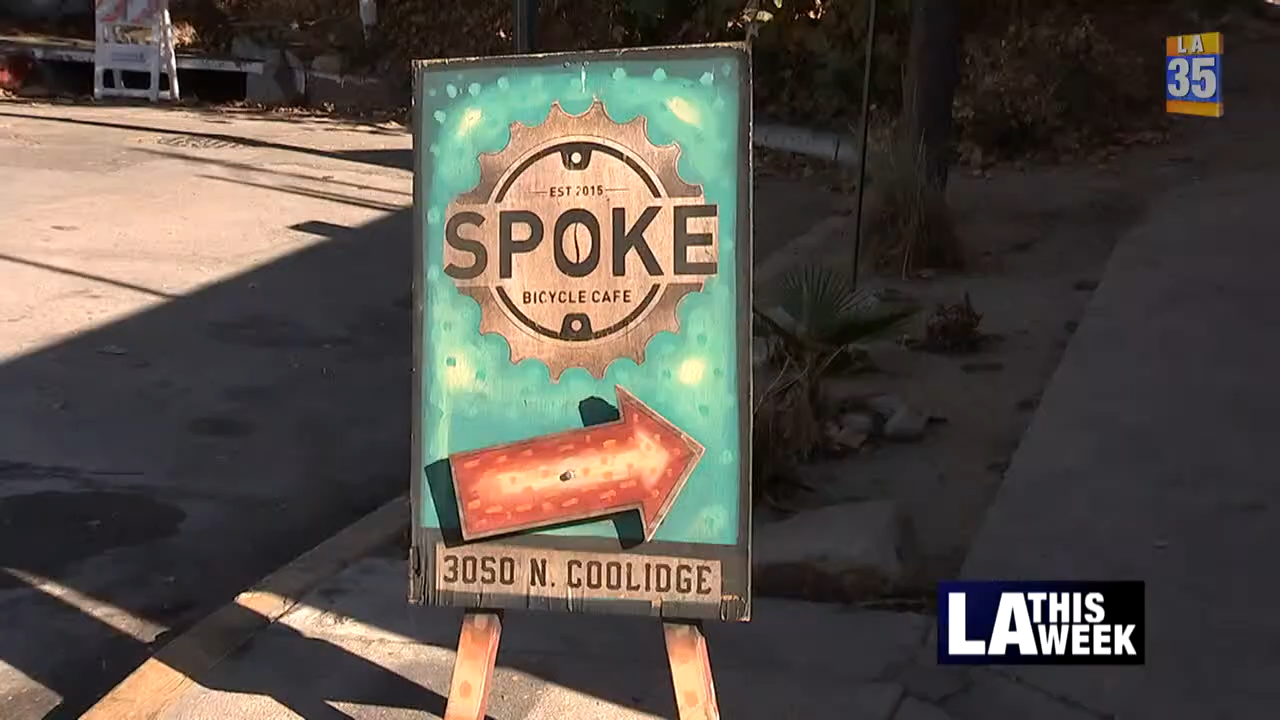 LA
35
EST 2015
SPOKE
BICYCLE CAFE
3050 N. COOLIDGE
LA THIS
WEEK